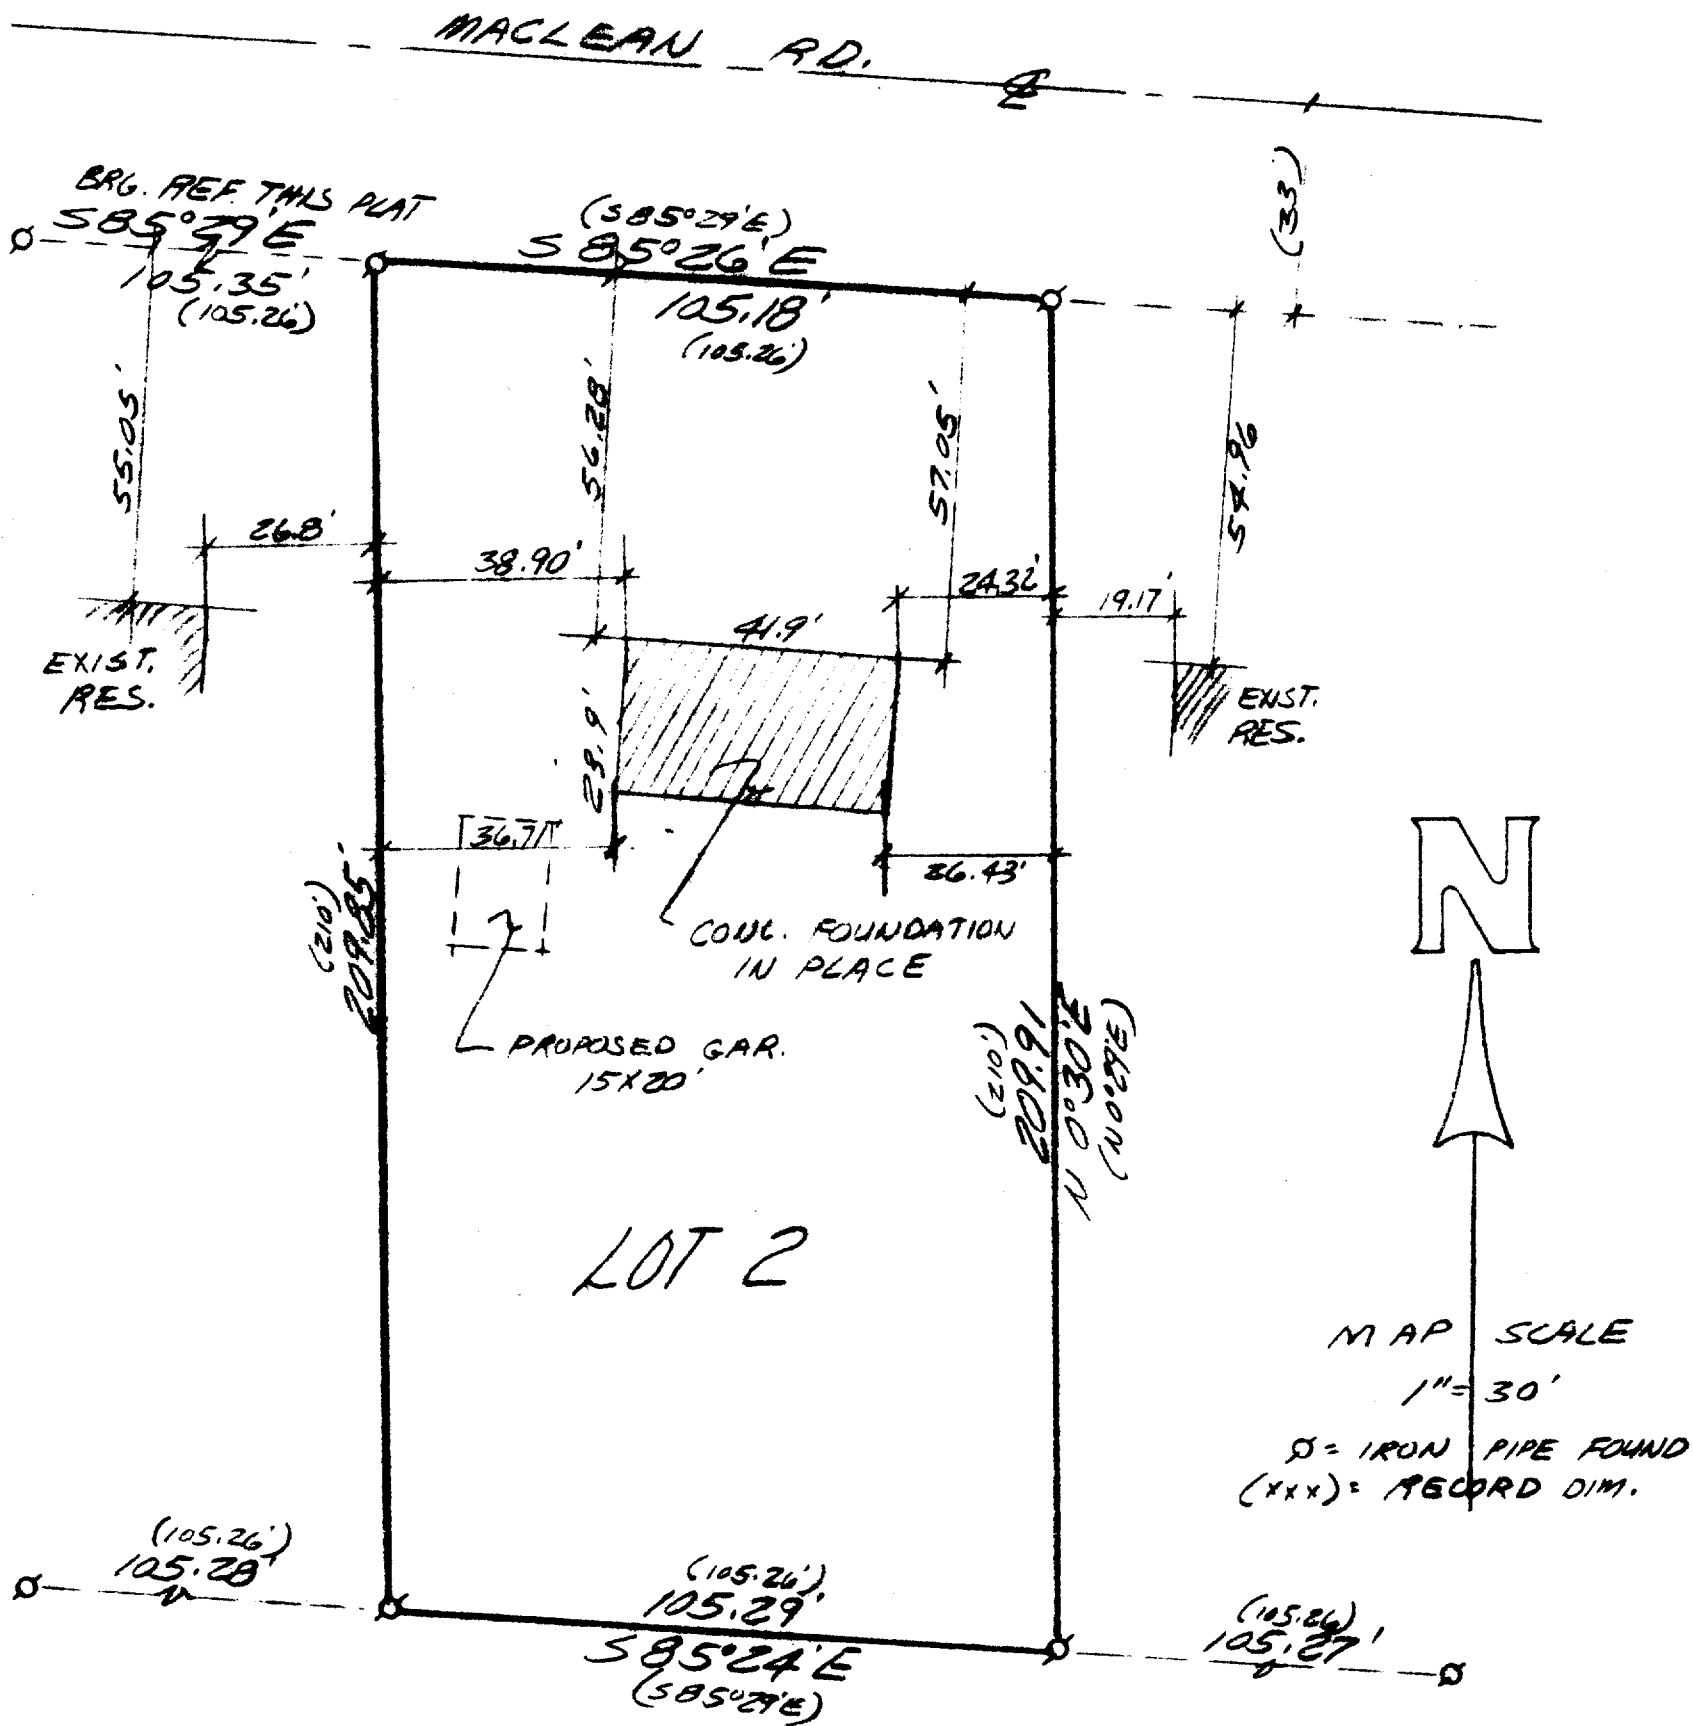 MACLEAN RD.
(33)
BRG. REF. THIS PLAT
S85°29'E
105.35'
(105.26)
(S85°29'E)
S 85°26'E
105.18'
(105.26)
55.05'
56.28'
57.05'
54.96
26.8'
38.90'
24.32'
19.17'
41.9'
EXIST.
RES.
EXIST.
RES.
23.9'
36.71'
26.43'
CONC. FOUNDATION
IN PLACE
(210')
209.85'
PROPOSED GAR.
15X20'
(210')
209.91
N 0°30'E
(N0°29'E)
N
LOT 2
MAP SCALE
1"=30'
Ø= IRON PIPE FOUND
(xxx)= RECORD DIM.
(105.26')
105.28'
(105.26')
105.29'
S85°24'E
(S85°29'E)
(105.26)
105.27'